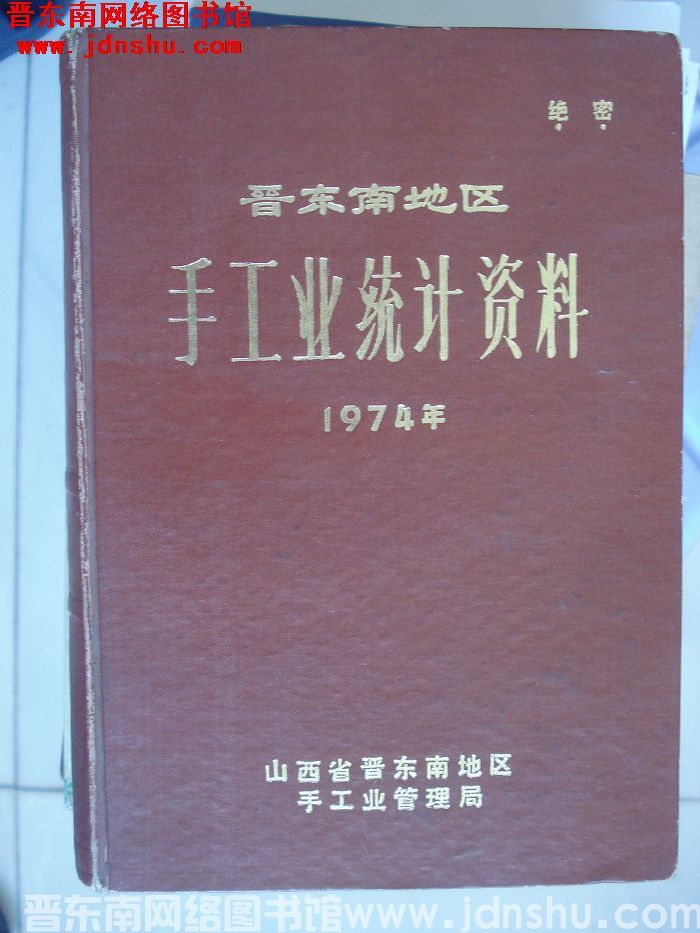 晋东南网络图书馆
www.jdnshu.com
绝密
晋东南地区
手工业统计资料
1974年
山西省晋东南地区
手工业管理局
晋东南网络图书馆www.jdnshu.com